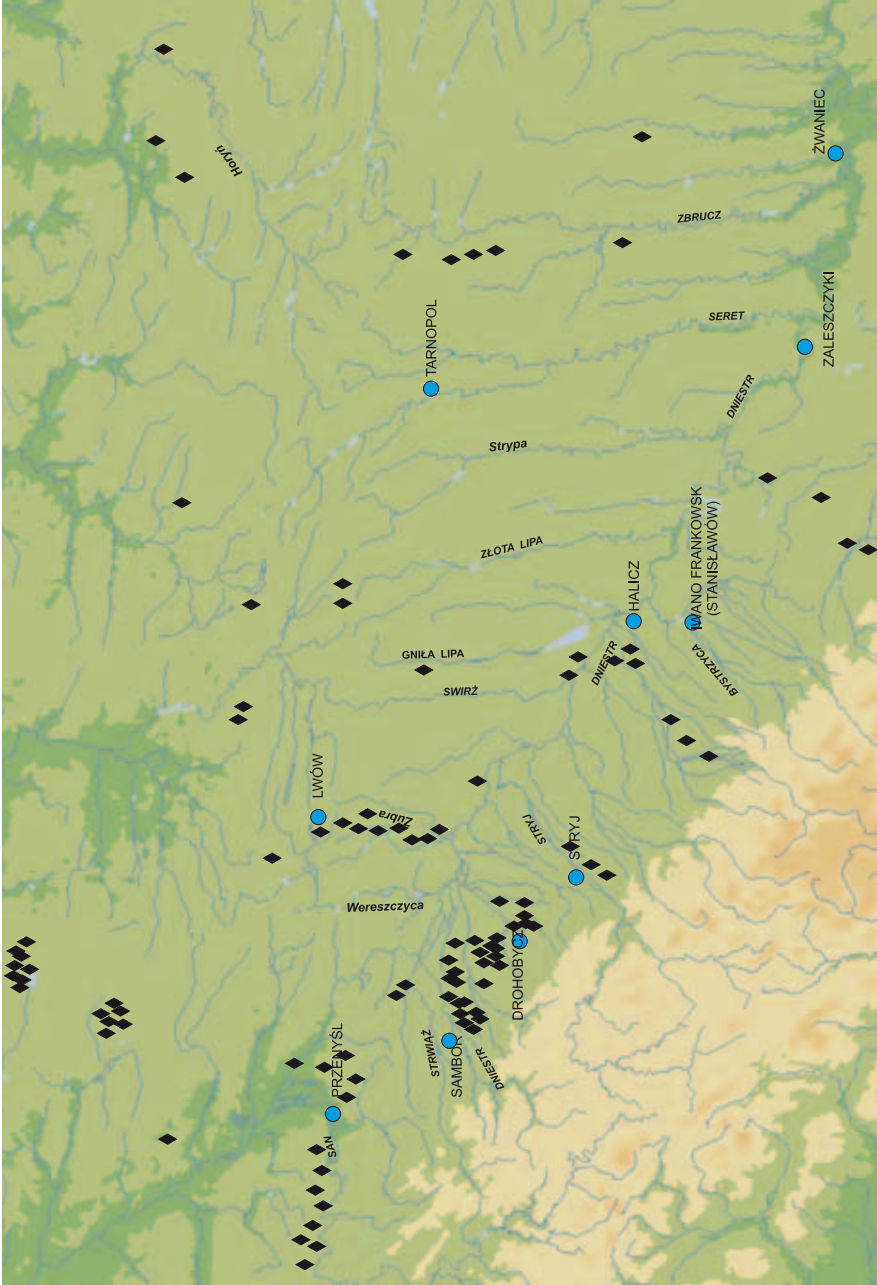 Horyń
ŻWANIEC
ZBRUCZ
SERET
ZALESZCZYKI
TARNOPOL
DNIESTR
Strypa
ZŁOTA LIPA
HALICZ
IWANO FRANKOWSK
(STANISŁAWÓW)
GNIŁA LIPA
DNIESTR
BYSTRZYCA
SWIRŻ
LWÓW
Zubra
STRYJ
STRYJ
Wereszczyca
DROHOBYCZ
PRZEMYŚL
STRWIĄŻ
SAMBOR
DNIESTR
SAN